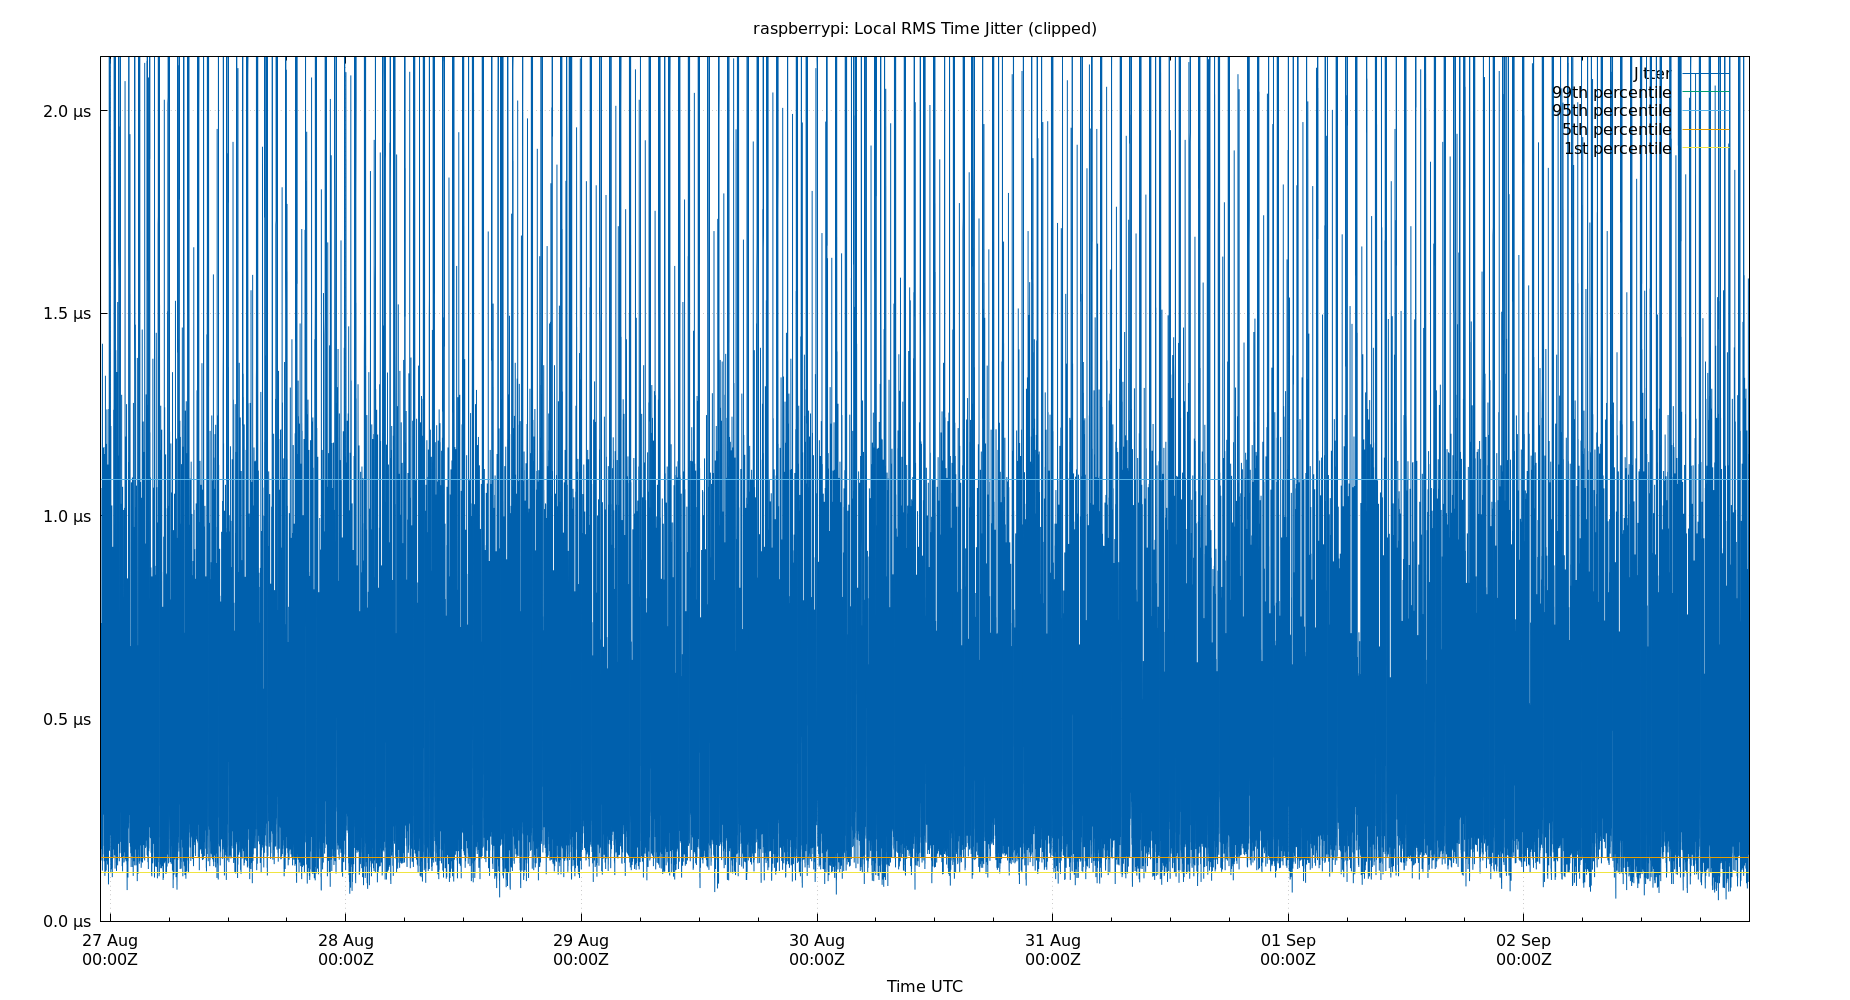 raspberrypi: Local RMS Time Jitter (clipped)
Jitter
99th percentile
95th percentile
5th percentile
1st percentile
2.0 μs
1.5 μs
1.0 μs
0.5 μs
0.0 μs
27 Aug 28 Aug 29 Aug 30 Aug 31 Aug 01 Sep 02 Sep
00:00Z 00:00Z 00:00Z 00:00Z 00:00Z 00:00Z 00:00Z
Time UTC